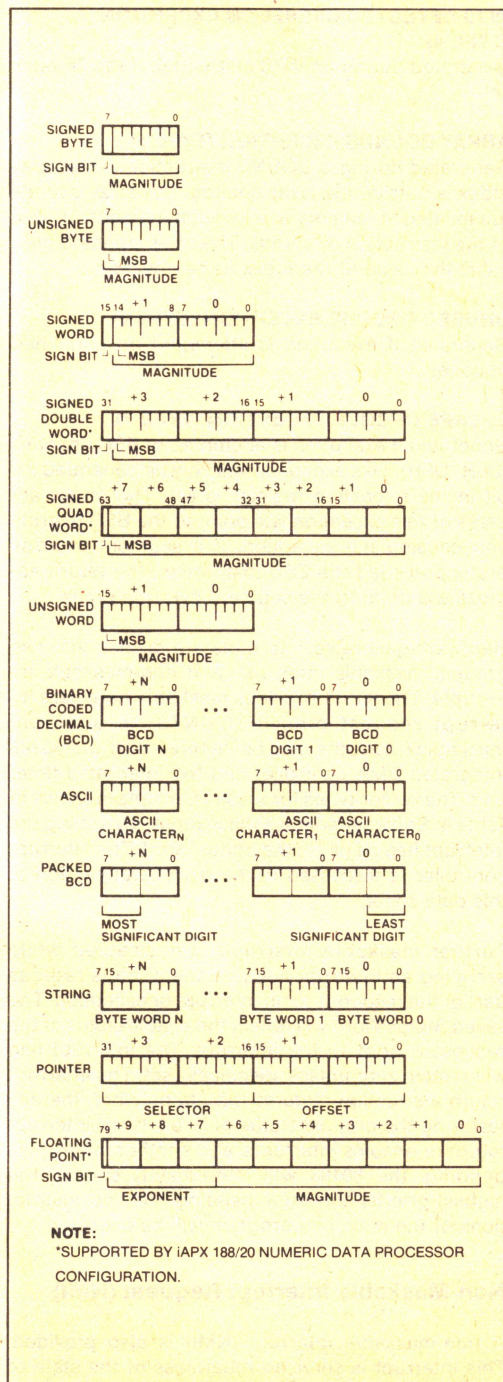 7 0
SIGNED
BYTE
SIGN BIT
MAGNITUDE
7 0
UNSIGNED
BYTE
MSB
MAGNITUDE
15 14 +1 8 7 0 0
SIGNED
WORD
SIGN BIT MSB
MAGNITUDE
31 +3 +2 16 15 +1 0 0
SIGNED
DOUBLE
WORD*
SIGN BIT MSB
MAGNITUDE
+7 +6 +5 +4 +3 +2 +1 0
63 48 47 32 31 16 15 0
SIGNED
QUAD
WORD*
SIGN BIT MSB
MAGNITUDE
15 +1 0 0
UNSIGNED
WORD
MSB
MAGNITUDE
7 +N 0 7 +1 0 7 0 0
BINARY
CODED
DECIMAL
(BCD)
...
BCD BCD BCD
DIGIT N DIGIT 1 DIGIT 0
7 +N 0 7 +1 0 7 0 0
ASCII ...
ASCII ASCII ASCII
CHARACTERN CHARACTER1 CHARACTER0
7 +N 0 7 +1 0 7 0 0
PACKED
BCD
...
MOST LEAST
SIGNIFICANT DIGIT SIGNIFICANT DIGIT
7 15 +N 0 7 15 +1 0 7 15 0 0
STRING ...
BYTE WORD N BYTE WORD 1 BYTE WORD 0
31 +3 +2 16 15 +1 0 0
POINTER
SELECTOR OFFSET
79 +9 +8 +7 +6 +5 +4 +3 +2 +1 0 0
FLOATING
POINT*
SIGN BIT
EXPONENT MAGNITUDE
NOTE:
*SUPPORTED BY iAPX 188/20 NUMERIC DATA PROCESSOR
CONFIGURATION.